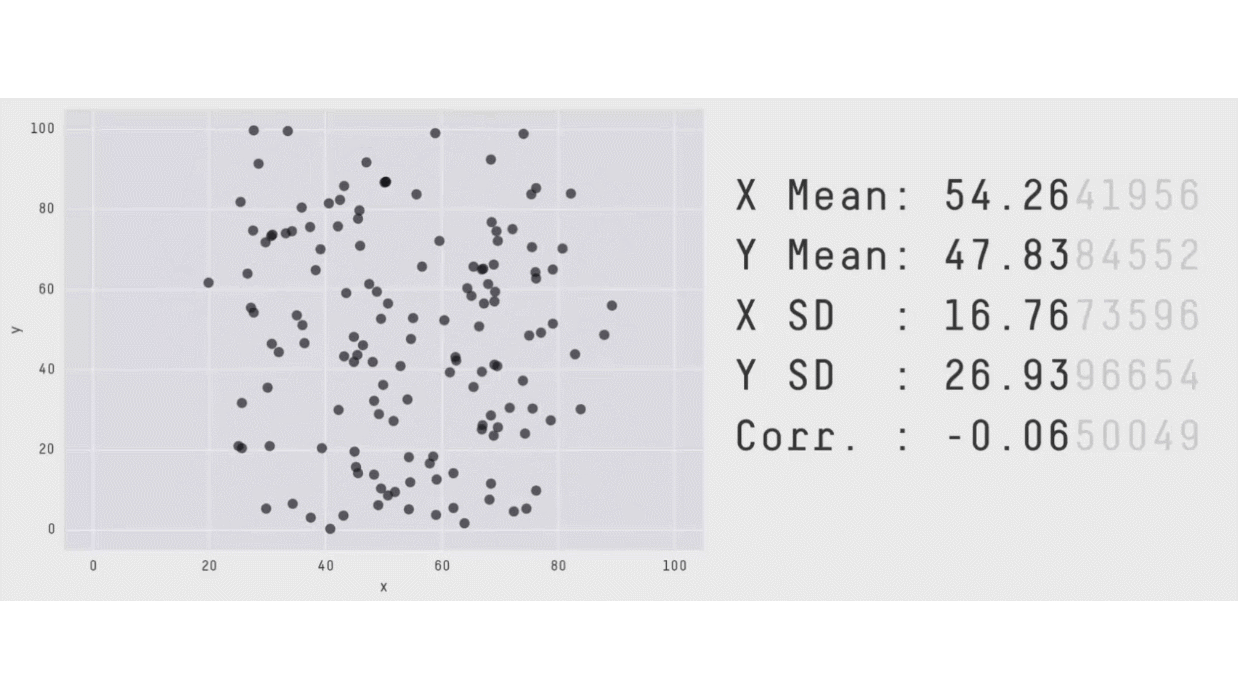 100
80
60
40
20
0
y
0 20 40 60 80 100
x
X Mean: 54.2641956
Y Mean: 47.8384552
X SD : 16.7673596
Y SD : 26.9396654
Corr. : -0.0650049